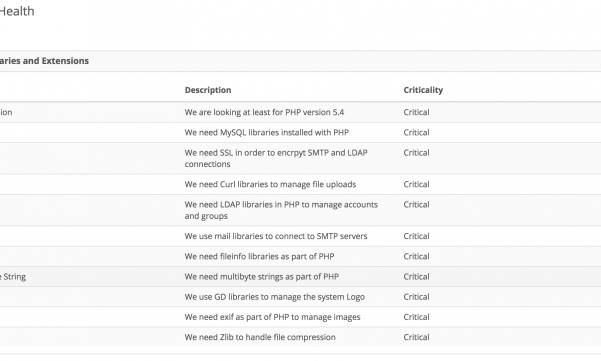 Health
aries and Extensions
Description Criticality
ion We are looking at least for PHP version 5.4 Critical
We need MySQL libraries installed with PHP Critical
We need SSL in order to encrpyt SMTP and LDAP Critical
connections
We need Curl libraries to manage file uploads Critical
We need LDAP libraries in PHP to manage accounts Critical
and groups
We use mail libraries to connect to SMTP servers Critical
We need fileinfo libraries as part of PHP Critical
e String We need multibyte strings as part of PHP Critical
We use GD libraries to manage the system Logo Critical
We need exif as part of PHP to manage images Critical
We need Zlib to handle file compression Critical